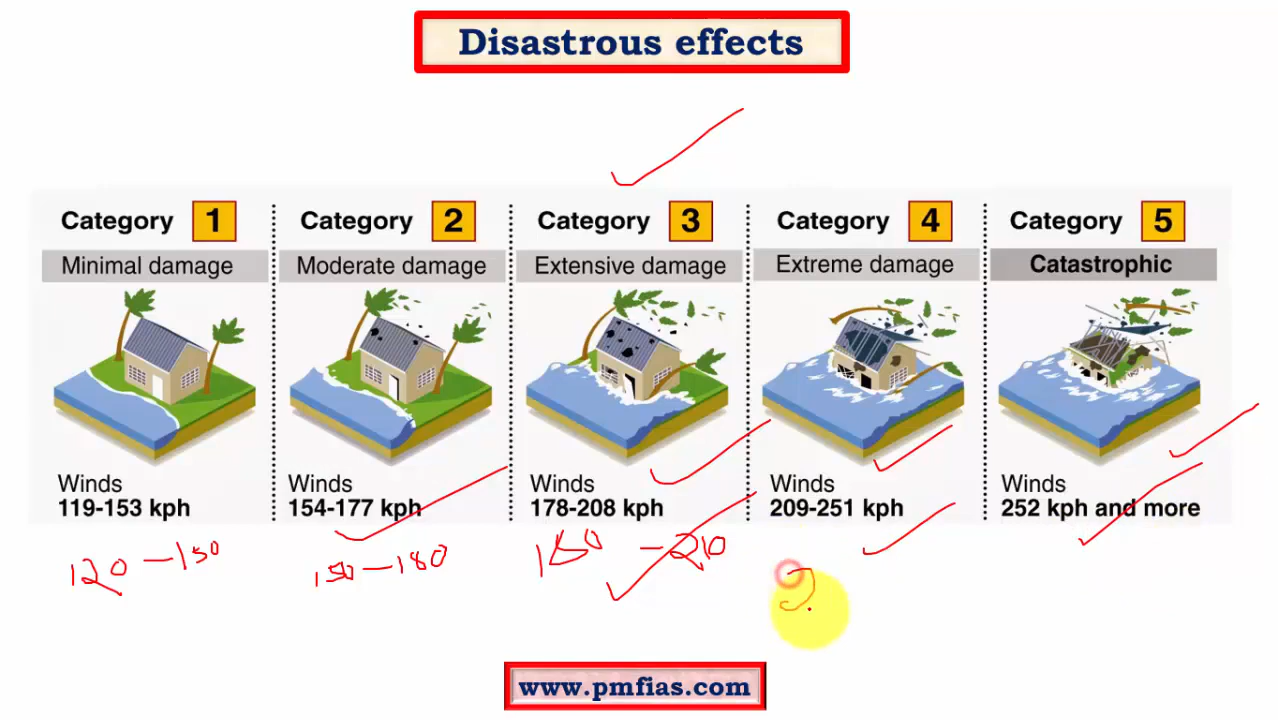 Disastrous effects
Category 1
Minimal damage
Winds
119-153 kph
120 - 150
Category 2
Moderate damage
Winds
154-177 kph
150 - 180
Category 3
Extensive damage
Winds
178-208 kph
180 - 210
Category 4
Extreme damage
Winds
209-251 kph
Category 5
Catastrophic
Winds
252 kph and more
www.pmfias.com